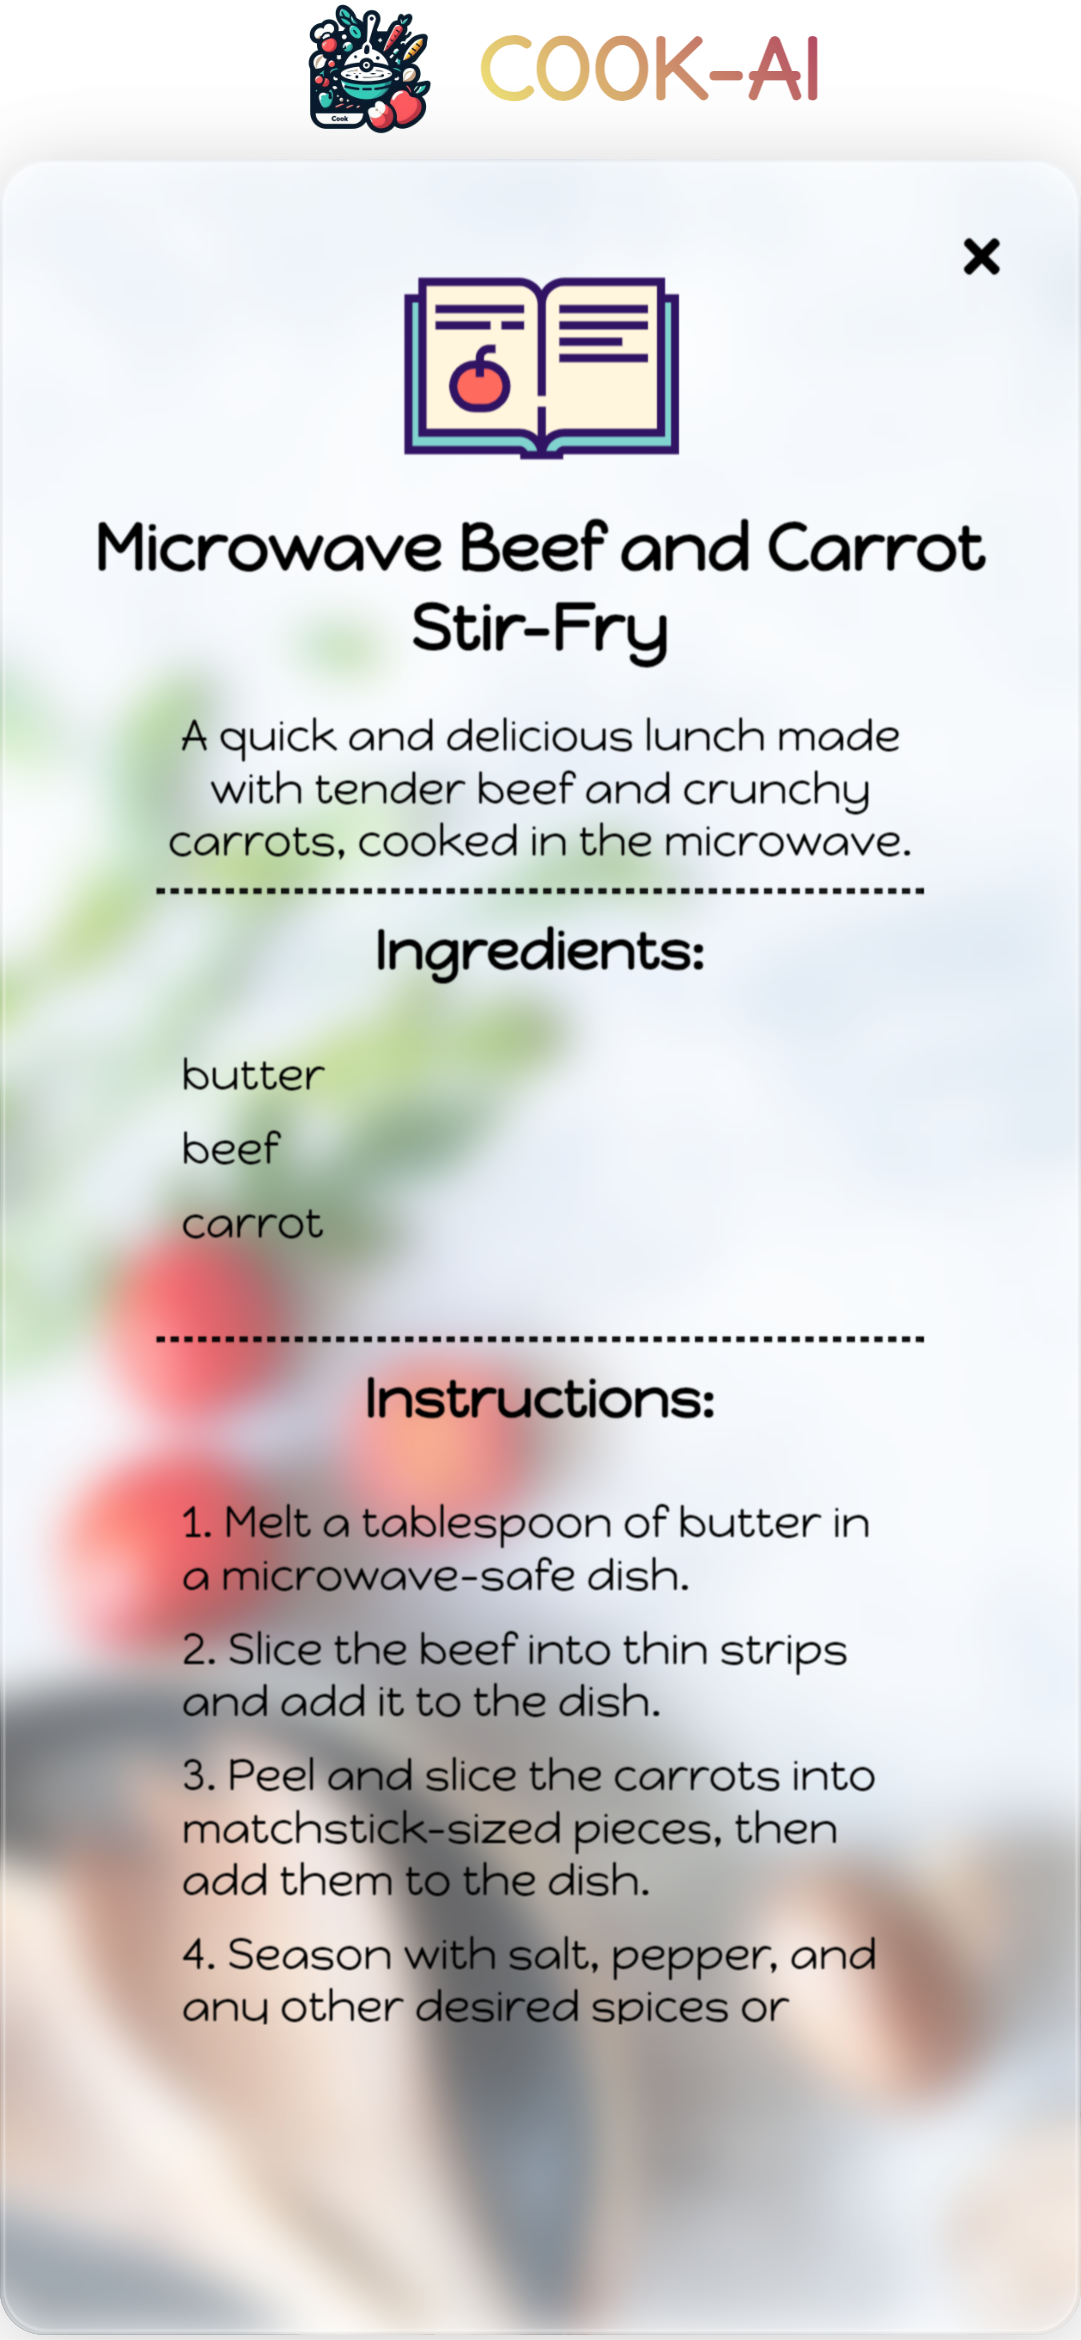 Cook
COOK-AI
Microwave Beef and Carrot
Stir-Fry
A quick and delicious lunch made
with tender beef and crunchy
carrots, cooked in the microwave.
Ingredients:
butter
beef
carrot
Instructions:
1. Melt a tablespoon of butter in
a microwave-safe dish.
2. Slice the beef into thin strips
and add it to the dish.
3. Peel and slice the carrots into
matchstick-sized pieces, then
add them to the dish.
4. Season with salt, pepper, and
any other desired spices or